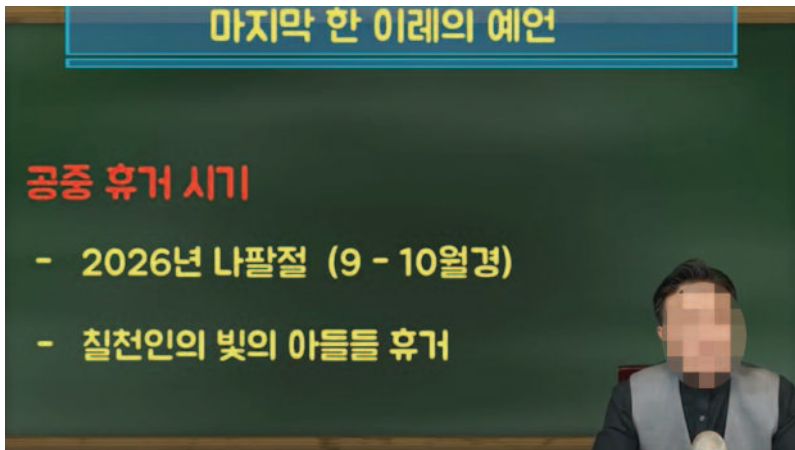 마지막 한 이레의 예언
공중 휴거 시기
- 2026년 나팔절 (9 - 10월경)
- 칠천인의 빛의 아들들 휴거